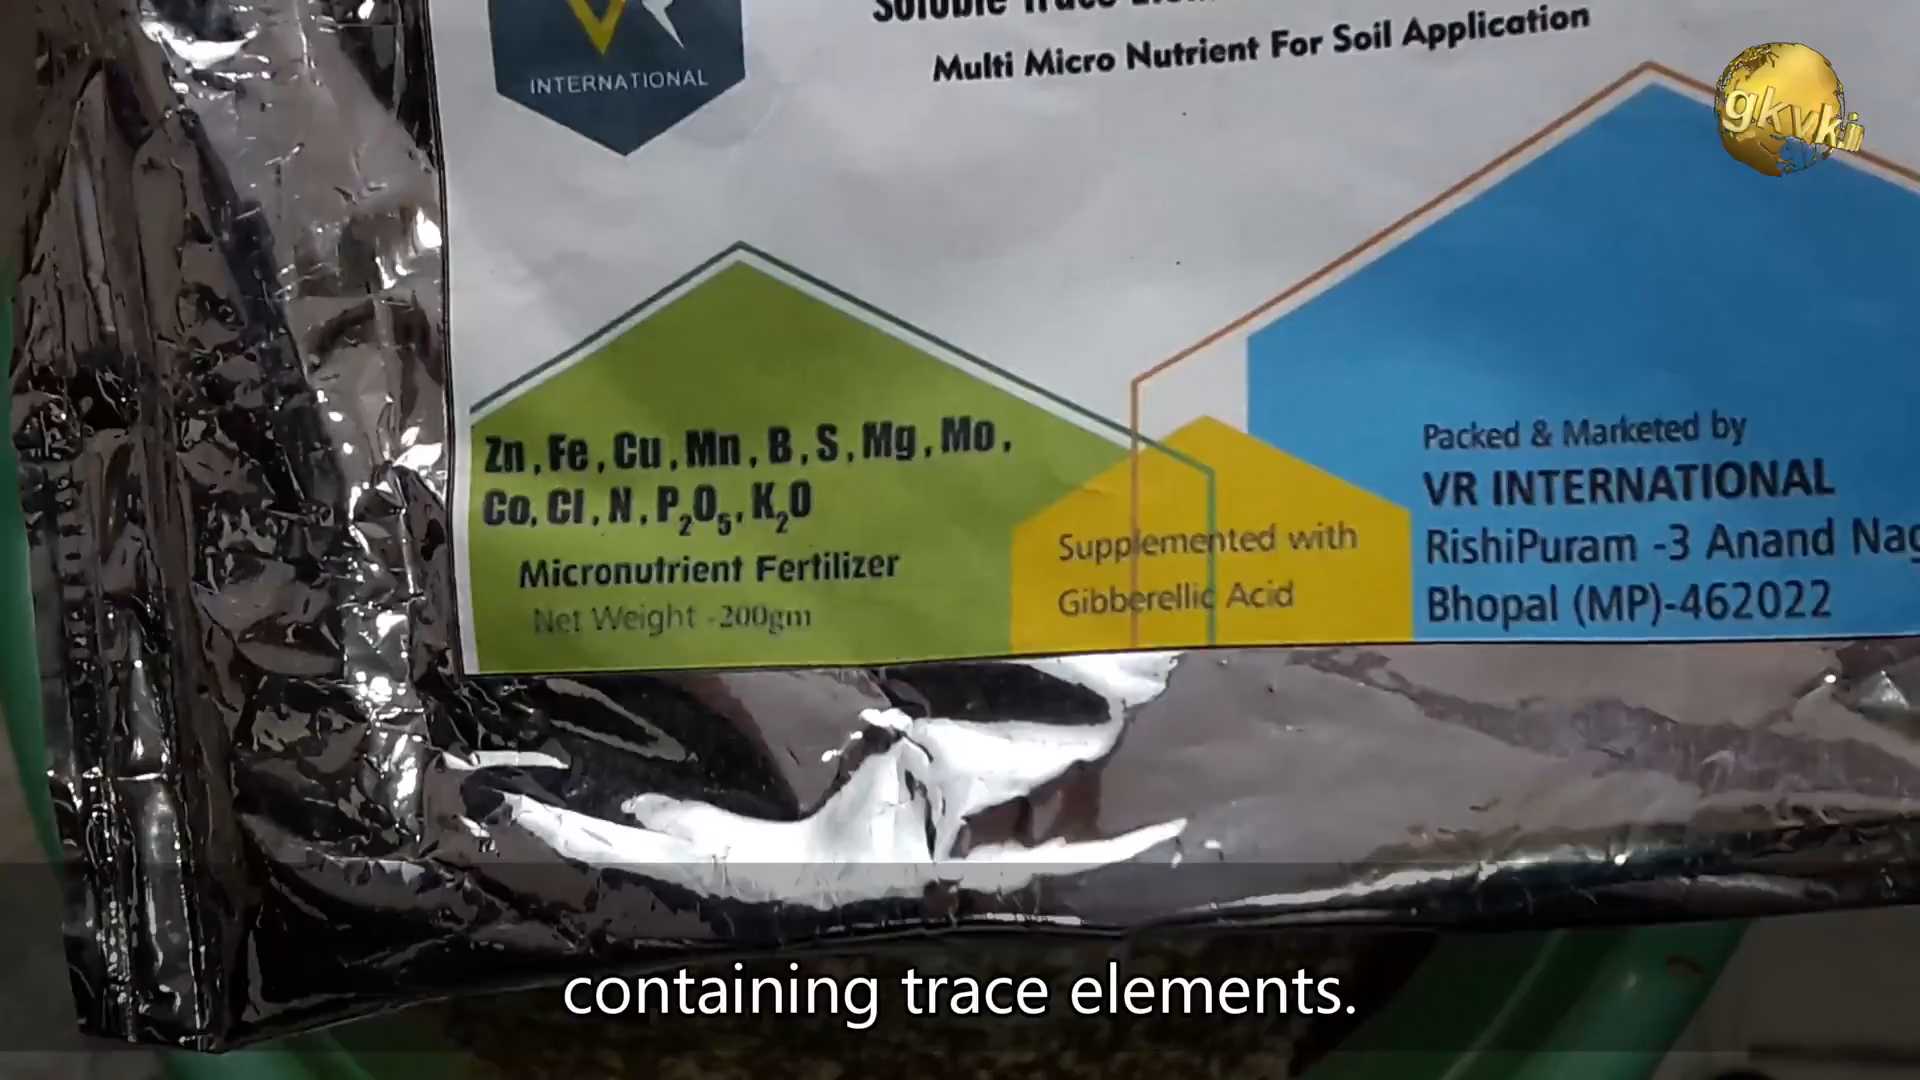 INTERNATIONAL
Soluble Trace
Multi Micro Nutrient For Soil Application
gkvk.in
Zn, Fe, Cu, Mn, B, S, Mg, Mo,
Co, Cl, N, P₂O₅, K₂O
Micronutrient Fertilizer
Net Weight -200gm
Supplemented with
Gibberellic Acid
Packed & Marketed by
VR INTERNATIONAL
RishiPuram -3 Anand
Bhopal (MP)-462022
containing trace elements.